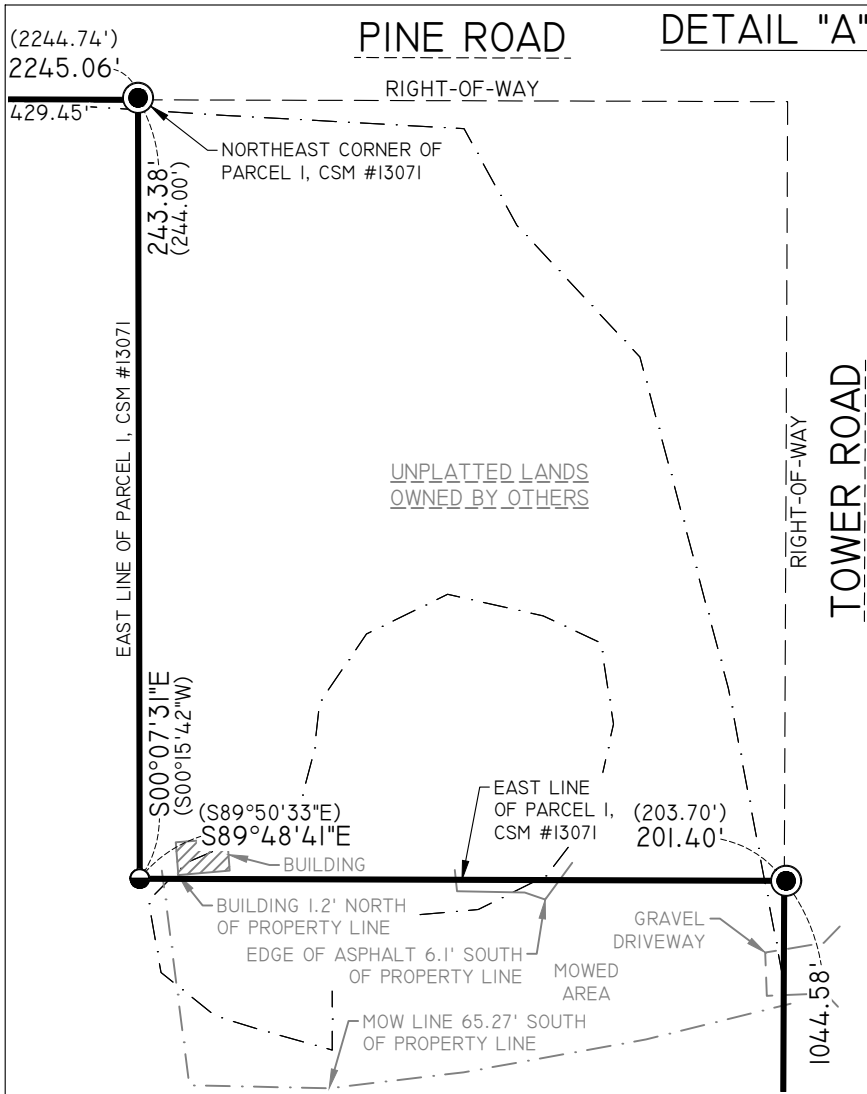 (2244.74')
2245.06'
429.45'
PINE ROAD
DETAIL "A"
RIGHT-OF-WAY
NORTHEAST CORNER OF
PARCEL 1, CSM #13071
243.38'
(244.00')
EAST LINE OF PARCEL 1, CSM #13071
UNPLATTED LANDS
OWNED BY OTHERS
RIGHT-OF-WAY
TOWER ROAD
S00°07'31"E
(S00°15'42"W)
(S89°50'33"E)
S89°48'41"E
BUILDING
EAST LINE
OF PARCEL 1,
CSM #13071
(203.70')
201.40'
BUILDING 1.2' NORTH
OF PROPERTY LINE
EDGE OF ASPHALT 6.1' SOUTH
OF PROPERTY LINE
MOWED
AREA
GRAVEL
DRIVEWAY
MOW LINE 65.27' SOUTH
OF PROPERTY LINE
1044.58'